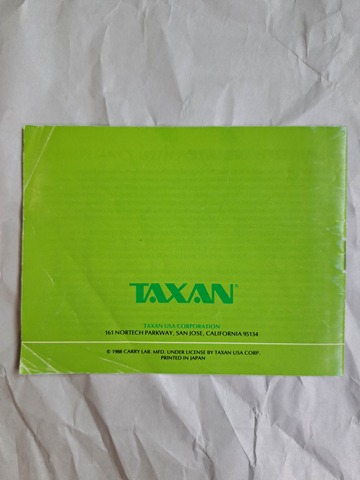 TAXAN®
TAXAN USA CORPORATION
161 NORTECH PARKWAY, SAN JOSE, CALIFORNIA 95134
© 1988 CARRY LAB. MFD. UNDER LICENSE BY TAXAN USA CORP.
PRINTED IN JAPAN